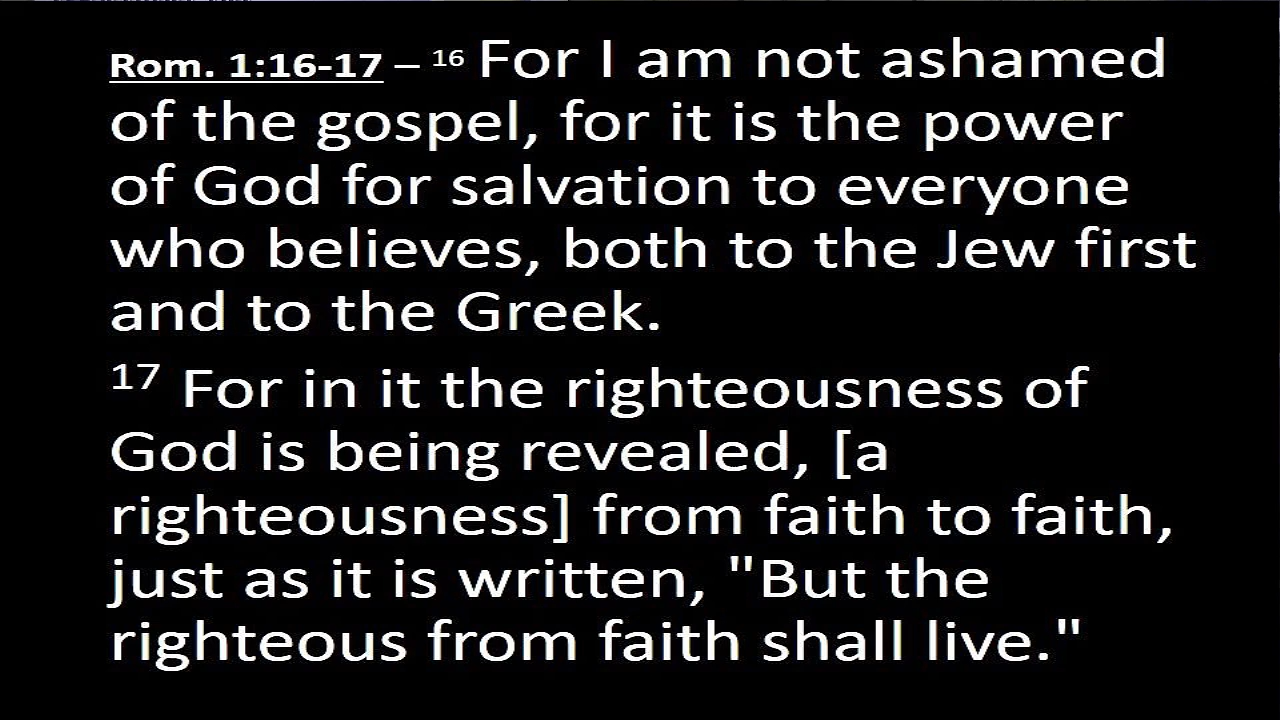 Rom. 1:16-17 – 16 For I am not ashamed
of the gospel, for it is the power
of God for salvation to everyone
who believes, both to the Jew first
and to the Greek.
17 For in it the righteousness of
God is being revealed, [a
righteousness] from faith to faith,
just as it is written, "But the
righteous from faith shall live."